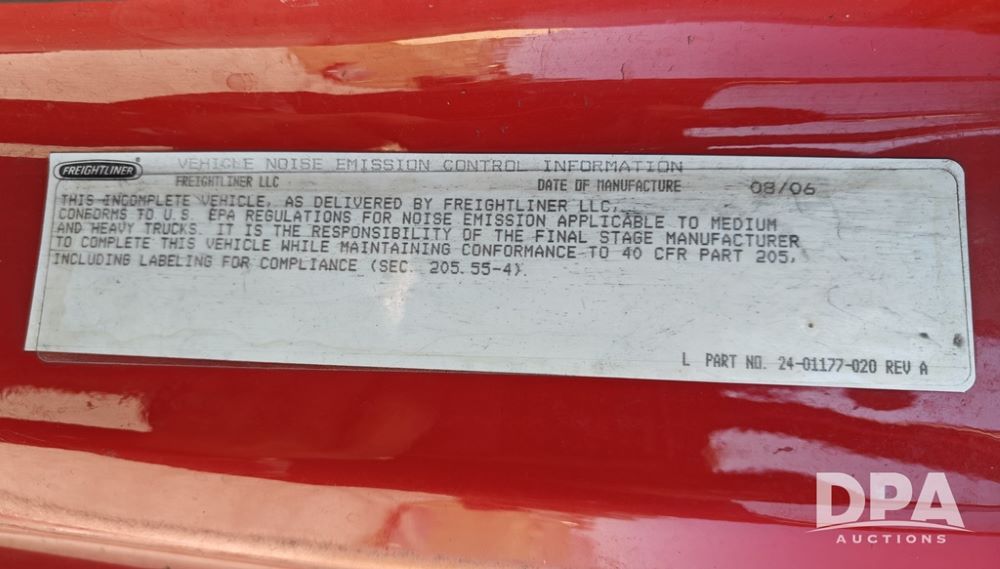 FREIGHTLINER® VEHICLE NOISE EMISSION CONTROL INFORMATION
FREIGHTLINER LLC DATE OF MANUFACTURE 08/06
THIS INCOMPLETE VEHICLE, AS DELIVERED BY FREIGHTLINER LLC,
CONFORMS TO U.S. EPA REGULATIONS FOR NOISE EMISSION APPLICABLE TO MEDIUM
AND HEAVY TRUCKS. IT IS THE RESPONSIBILITY OF THE FINAL STAGE MANUFACTURER
TO COMPLETE THIS VEHICLE WHILE MAINTAINING CONFORMANCE TO 40 CFR PART 205,
INCLUDING LABELING FOR COMPLIANCE (SEC. 205.55-4).
L PART NO. 24-01177-020 REV A
DPA
AUCTIONS